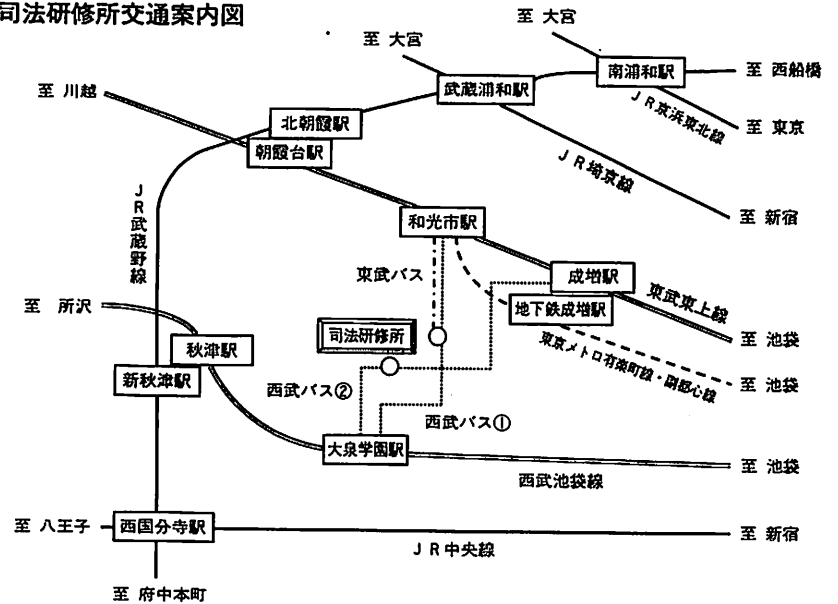 司法研修所交通案内図
至 大宮
至 大宮
南浦和駅
至 西船橋
武蔵浦和駅
至 川越
JR京浜東北線
至 東京
北朝霞駅
朝霞台駅
JR埼京線
JR武蔵野線
和光市駅
至 新宿
東武バス
成増駅
東武東上線
至 所沢
地下鉄成増駅
司法研修所
至 池袋
秋津駅
東京メトロ有楽町線・副都心線
新秋津駅
西武バス②
至 池袋
西武バス①
大泉学園駅
至 池袋
西武池袋線
至 八王子
西国分寺駅
至 新宿
JR中央線
至 府中本町